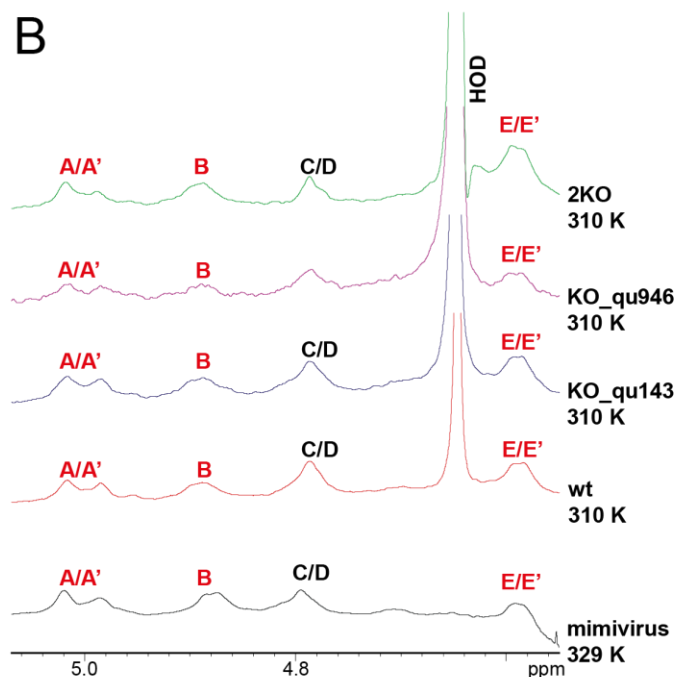 B
HOD
A/A’
B
C/D
E/E’
2KO
310 K
A/A’
B
E/E’
KO_qu946
310 K
A/A’
B
C/D
E/E’
KO_qu143
310 K
A/A’
B
C/D
E/E’
wt
310 K
A/A’
B
C/D
E/E’
mimivirus
329 K
5.0
4.8
ppm